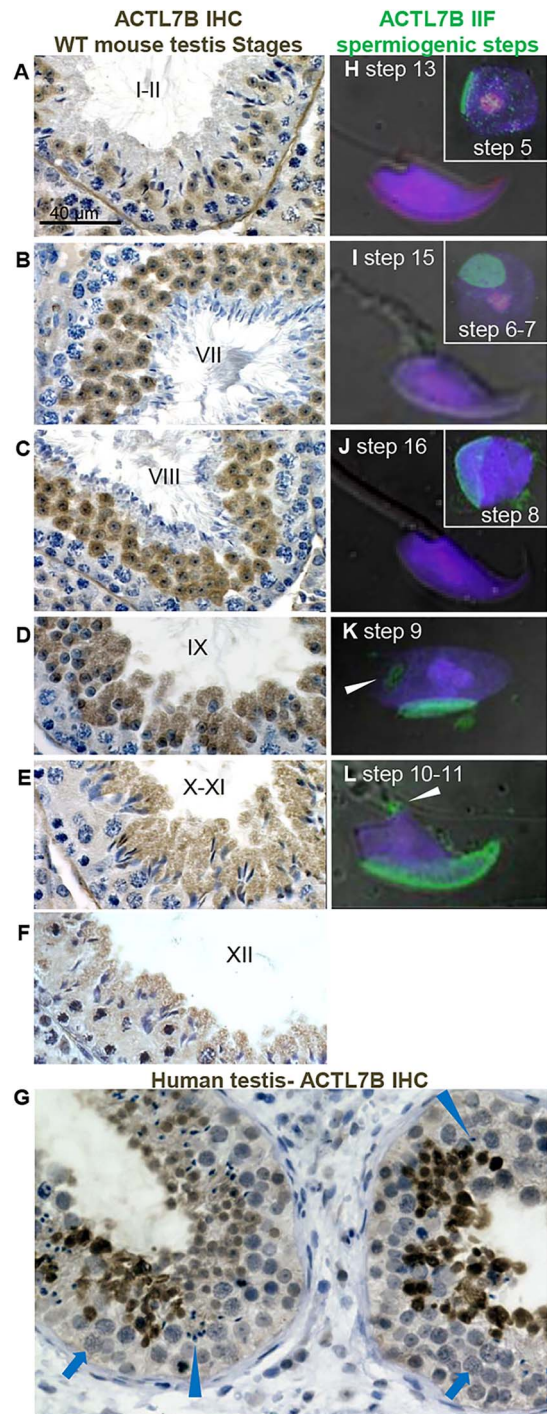 ACTL7B IHC
WT mouse testis Stages
ACTL7B IIF
spermiogenic steps
A
I-II
40 µm
H step 13
step 5
B
VII
I step 15
step 6-7
C
VIII
J step 16
step 8
D
IX
K step 9
E
X-XI
L step 10-11
F
XII
Human testis- ACTL7B IHC
G